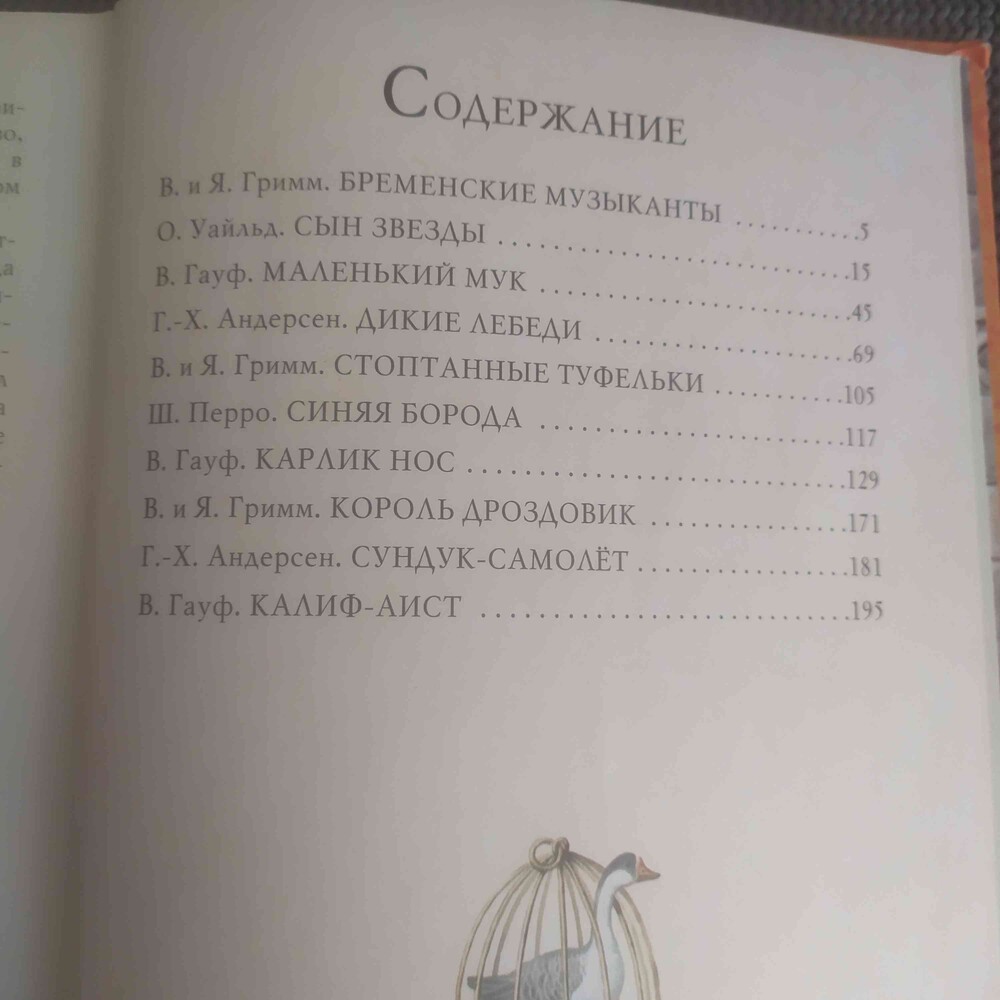 Содержание
В. и Я. Гримм. БРЕМЕНСКИЕ МУЗЫКАНТЫ ..........5
О. Уайльд. СЫН ЗВЕЗДЫ ..........15
В. Гауф. МАЛЕНЬКИЙ МУК ..........45
Г.-Х. Андерсен. ДИКИЕ ЛЕБЕДИ ..........69
В. и Я. Гримм. СТОПТАННЫЕ ТУФЕЛЬКИ ..........105
Ш. Перро. СИНЯЯ БОРОДА ..........117
В. Гауф. КАРЛИК НОС ..........129
В. и Я. Гримм. КОРОЛЬ ДРОЗДОВИК ..........171
Г.-Х. Андерсен. СУНДУК-САМОЛЁТ ..........181
В. Гауф. КАЛИФ-АИСТ ..........195